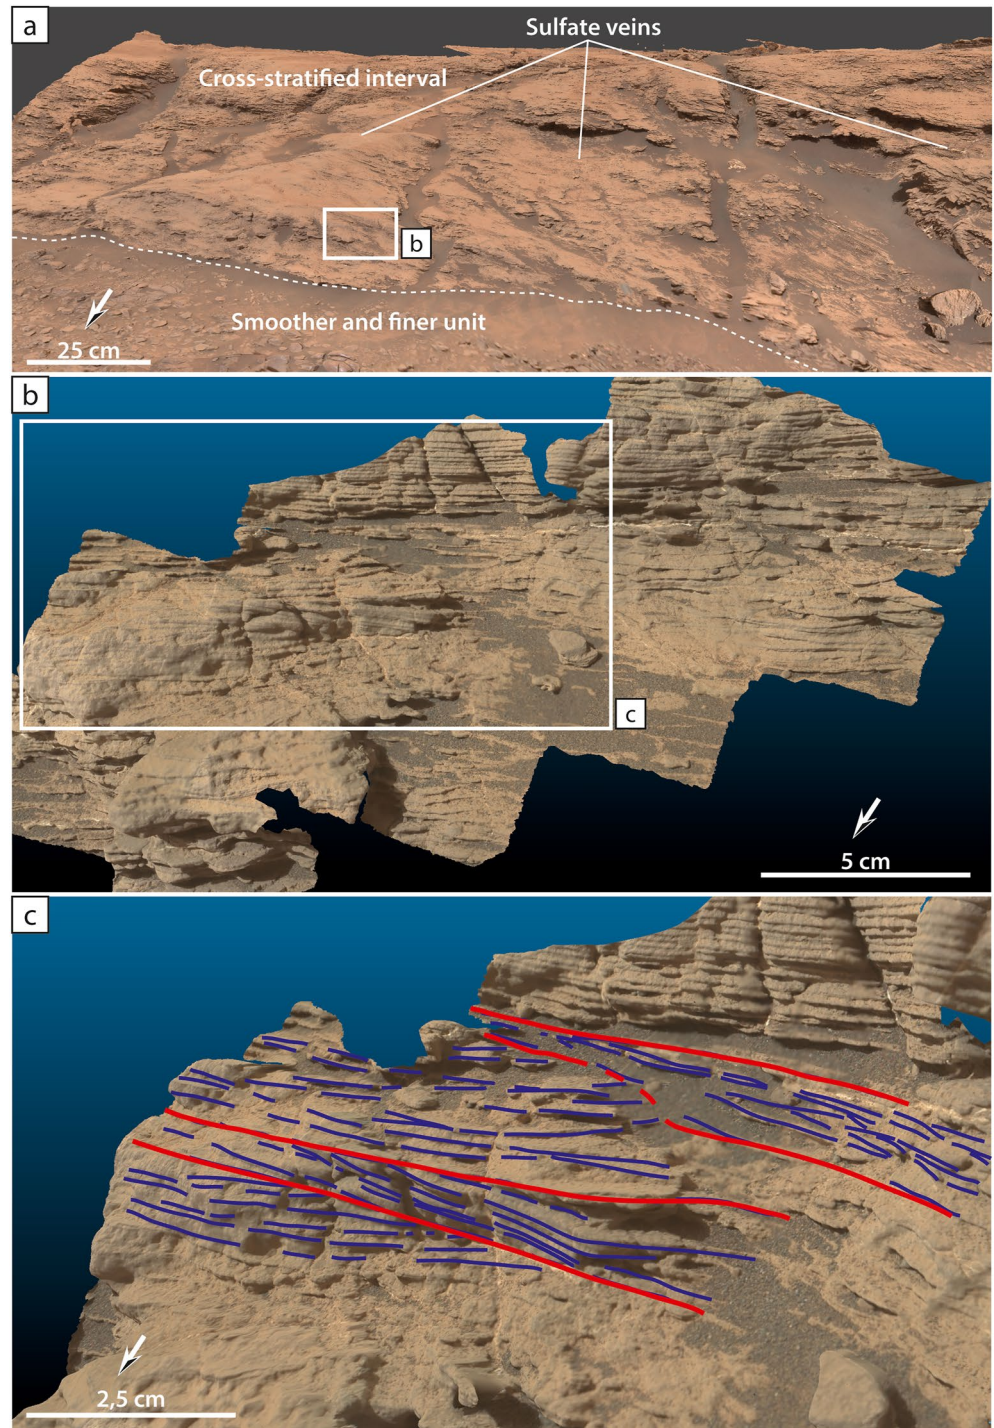 a
Sulfate veins
Cross-stratified interval
b
Smoother and finer unit
25 cm
b
c
5 cm
c
2,5 cm